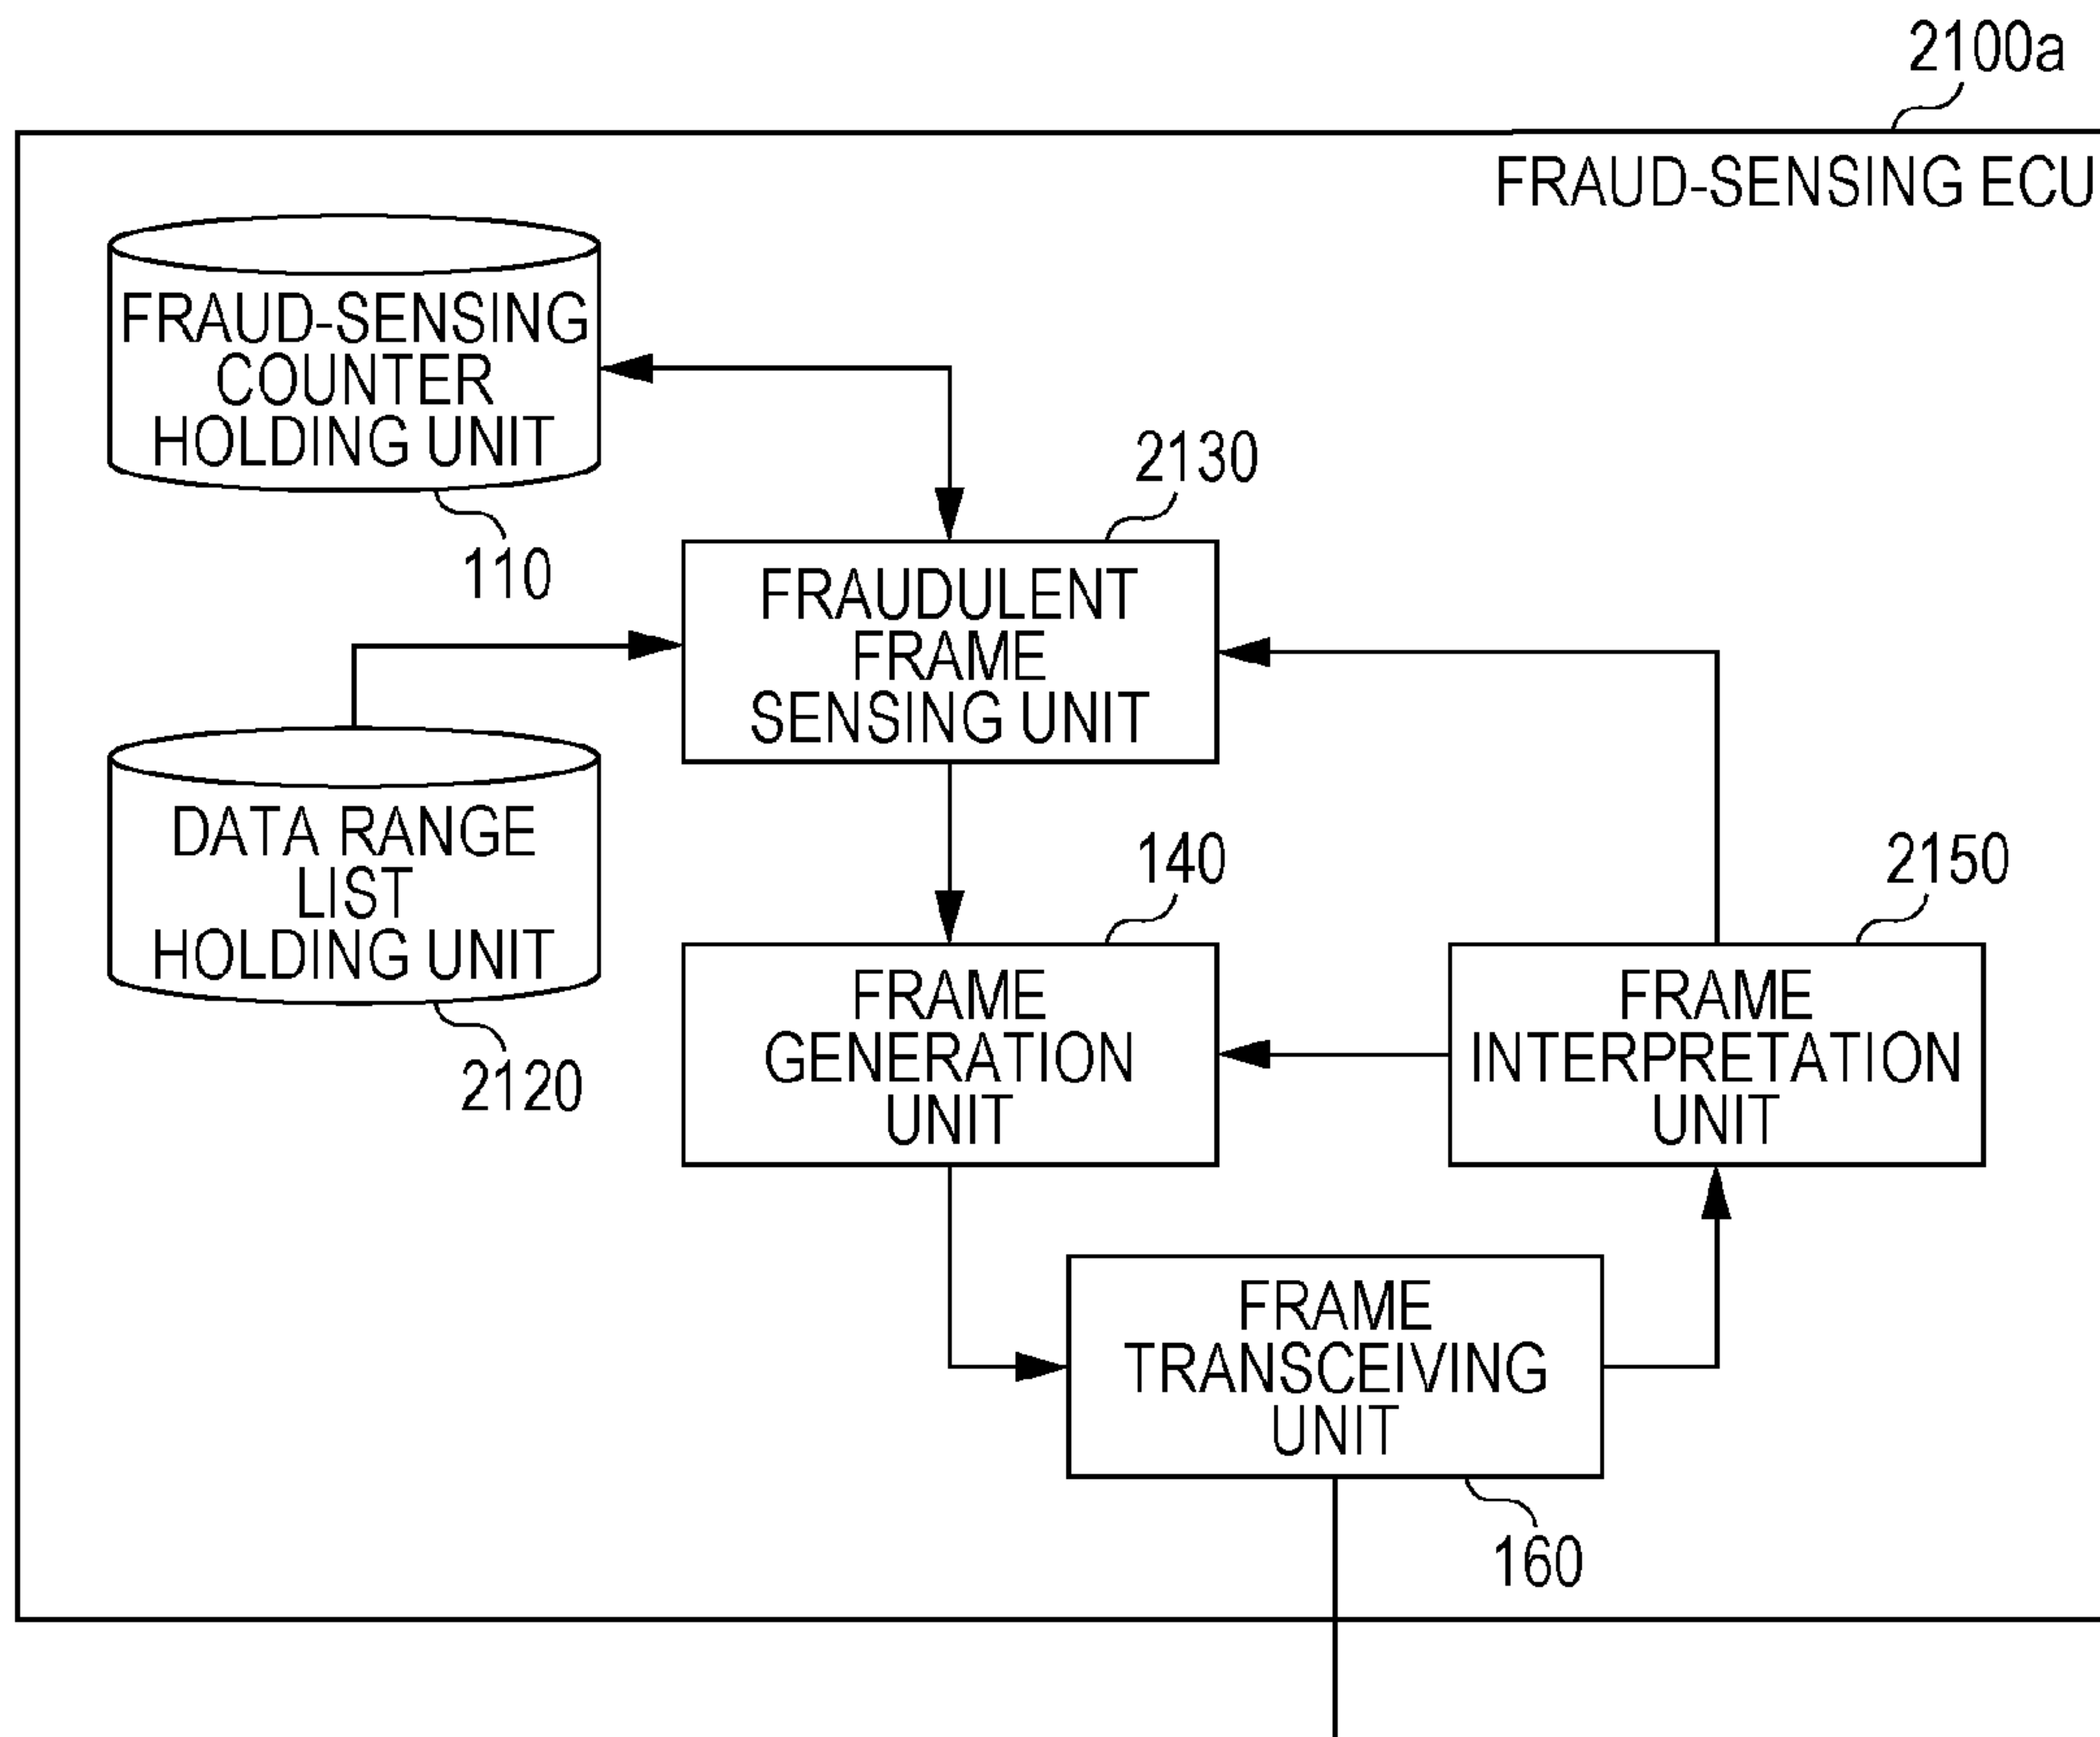 2100a
FRAUD-SENSING ECU
FRAUD-SENSING
COUNTER
HOLDING UNIT
110
2130
FRAUDULENT
FRAME
SENSING UNIT
DATA RANGE
LIST
HOLDING UNIT
2120
140
FRAME
GENERATION
UNIT
2150
FRAME
INTERPRETATION
UNIT
FRAME
TRANSCEIVING
UNIT
160